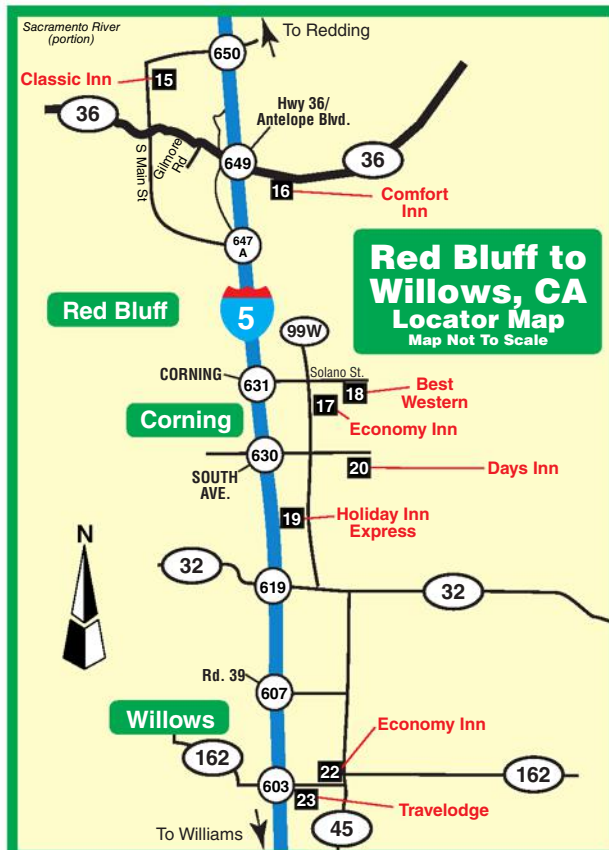 Sacramento River
(portion)
To Redding
650
Classic Inn
15
Hwy 36/
Antelope Blvd.
36
S Main St
Gilmore
Rd
649
36
16
Comfort
Inn
647
A
Red Bluff to
Willows, CA
Locator Map
Map Not To Scale
Red Bluff
5
99W
CORNING
631
Solano St.
18
Best
Western
17
Economy Inn
Corning
630
SOUTH
AVE.
20
Days Inn
19
Holiday Inn
Express
N
32
619
32
Rd. 39
607
Willows
Economy Inn
162
22
162
603
23
Travelodge
To Williams
45